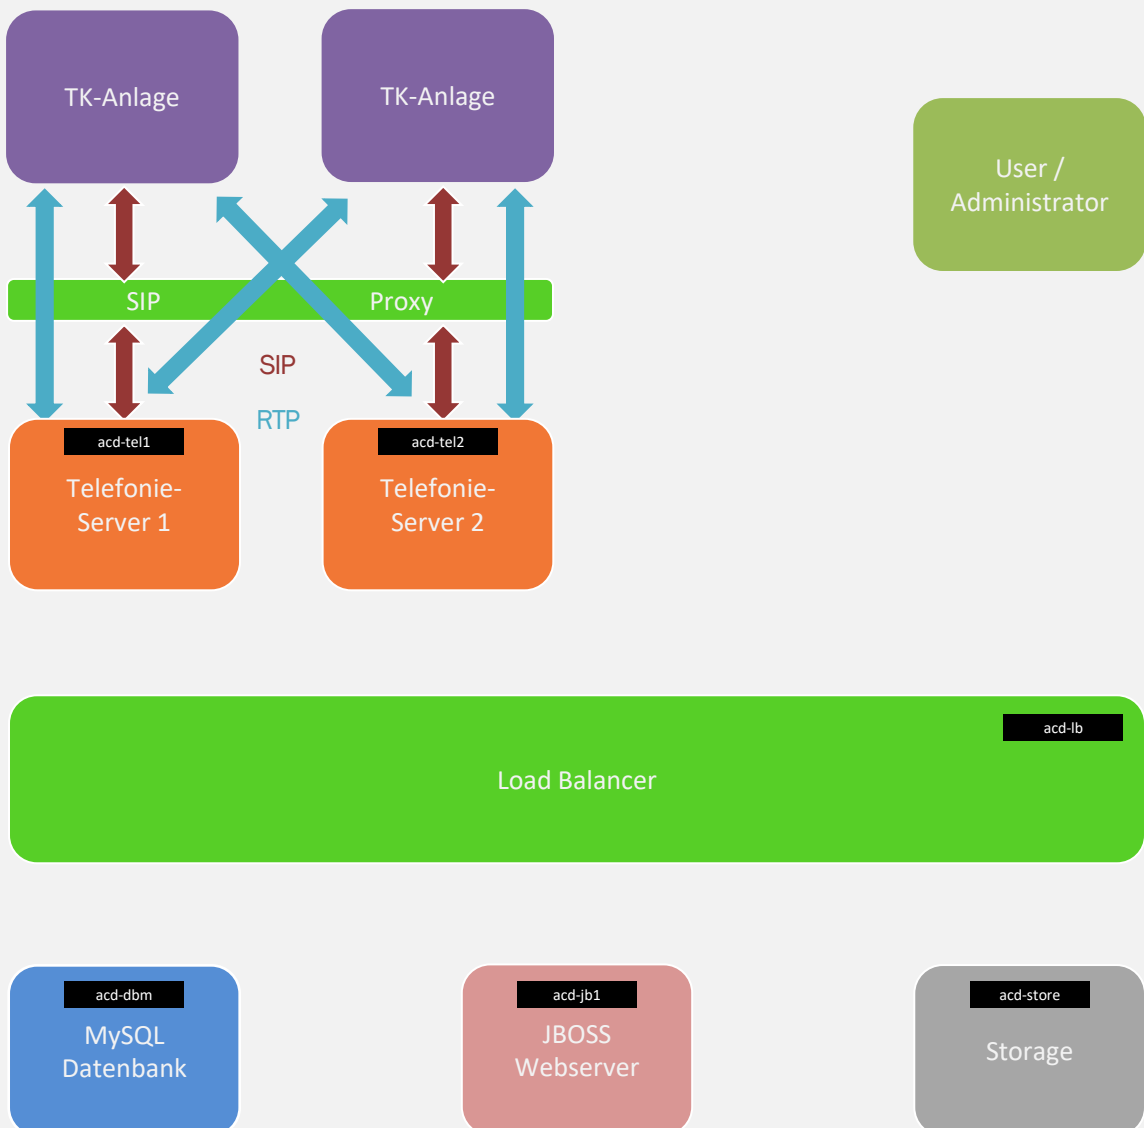 TK-Anlage
TK-Anlage
User /
Administrator
SIP Proxy
SIP
RTP
acd-tel1
Telefonie-
Server 1
acd-tel2
Telefonie-
Server 2
acd-lb
Load Balancer
acd-dbm
MySQL
Datenbank
acd-jb1
JBOSS
Webserver
acd-store
Storage